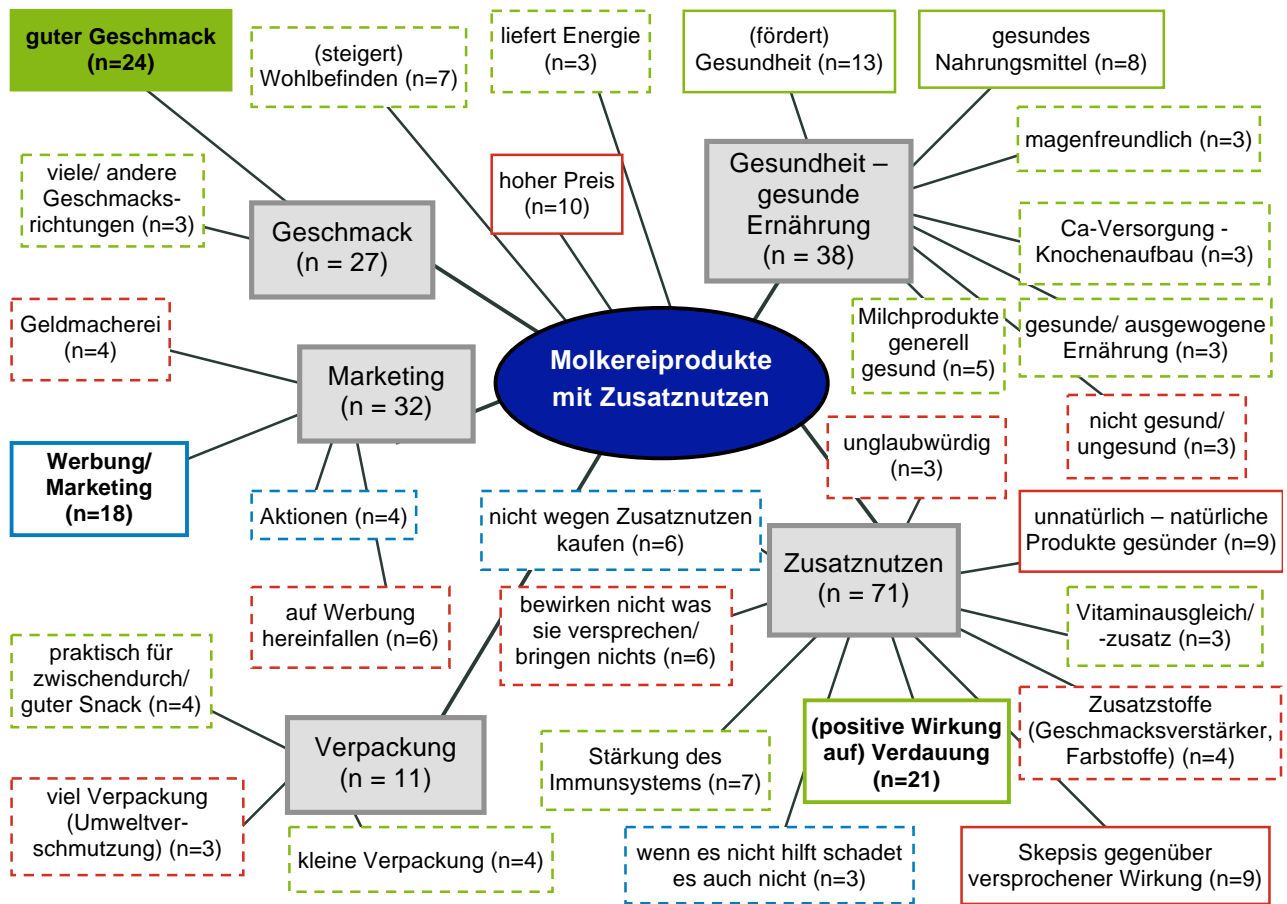 guter Geschmack
(n=24)
(steigert)
Wohlbefinden (n=7)
liefert Energie
(n=3)
(fördert)
Gesundheit (n=13)
gesundes
Nahrungsmittel (n=8)
magenfreundlich (n=3)
viele/ andere
Geschmacks-
richtungen (n=3)
Geschmack
(n = 27)
hoher Preis
(n=10)
Gesundheit –
gesunde
Ernährung
(n = 38)
Ca-Versorgung -
Knochenaufbau (n=3)
Geldmacherei
(n=4)
Marketing
(n = 32)
Molkereiprodukte
mit Zusatznutzen
Milchprodukte
generell
gesund (n=5)
gesunde/ ausgewogene
Ernährung (n=3)
nicht gesund/
ungesund (n=3)
unglaubwürdig
(n=3)
Werbung/
Marketing
(n=18)
Aktionen (n=4)
nicht wegen Zusatznutzen
kaufen (n=6)
Zusatznutzen
(n = 71)
unnatürlich – natürliche
Produkte gesünder (n=9)
auf Werbung
hereinfallen (n=6)
bewirken nicht was
sie versprechen/
bringen nichts (n=6)
Vitaminausgleich/
-zusatz (n=3)
praktisch für
zwischendurch/
guter Snack (n=4)
Verpackung
(n = 11)
Stärkung des
Immunsystems (n=7)
(positive Wirkung
auf) Verdauung
(n=21)
Zusatzstoffe
(Geschmacksverstärker,
Farbstoffe) (n=4)
viel Verpackung
(Umweltver-
schmutzung) (n=3)
kleine Verpackung (n=4)
wenn es nicht hilft schadet
es auch nicht (n=3)
Skepsis gegenüber
versprochener Wirkung (n=9)